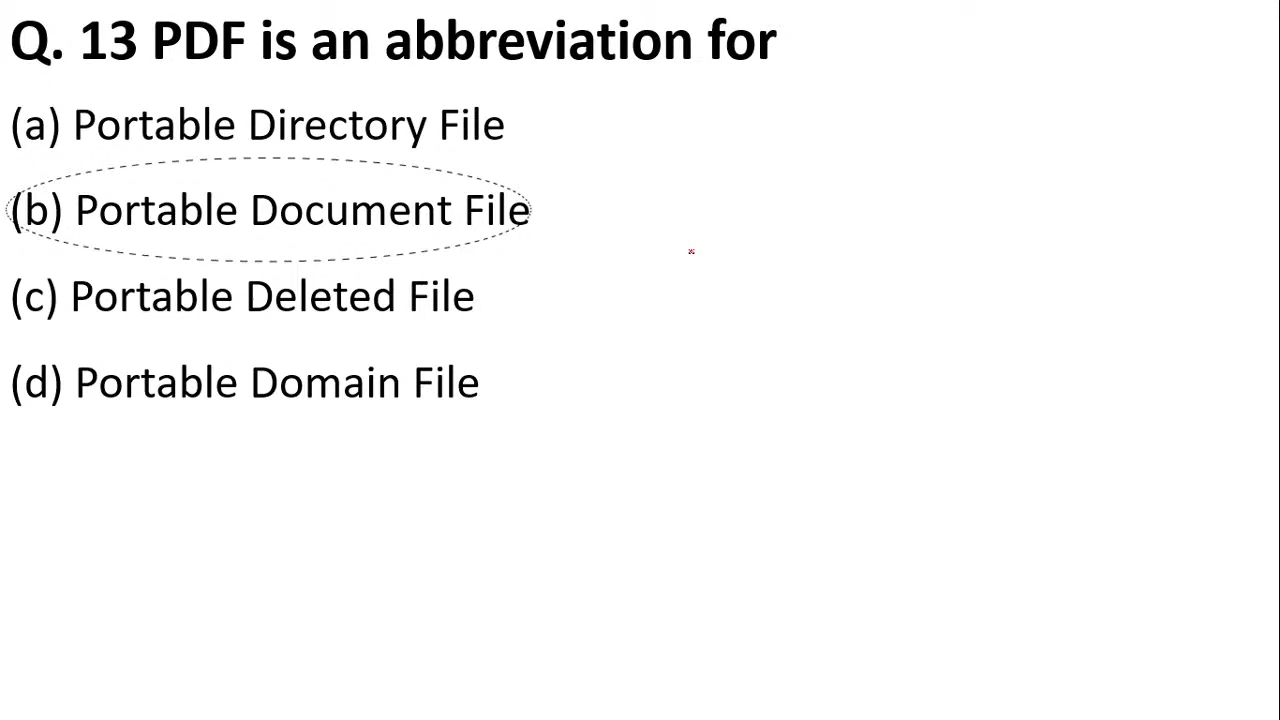 Q. 13 PDF is an abbreviation for
(a) Portable Directory File
(b) Portable Document File
(c) Portable Deleted File
(d) Portable Domain File